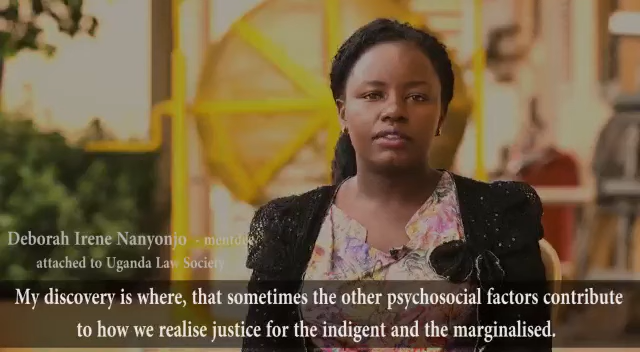 Deborah Irene Nanyonjo - mentee
attached to Uganda Law Society
My discovery is where, that sometimes the other psychosocial factors contribute
to how we realise justice for the indigent and the marginalised.